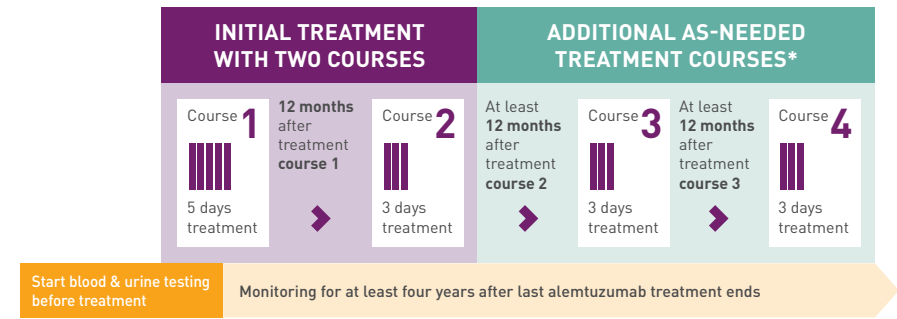 INITIAL TREATMENT
WITH TWO COURSES
ADDITIONAL AS-NEEDED
TREATMENT COURSES*
Course 1
5 days
treatment
12 months
after
treatment
course 1
Course 2
3 days
treatment
At least
12 months
after
treatment
course 2
Course 3
3 days
treatment
At least
12 months
after
treatment
course 3
Course 4
3 days
treatment
Start blood & urine testing
before treatment
Monitoring for at least four years after last alemtuzumab treatment ends